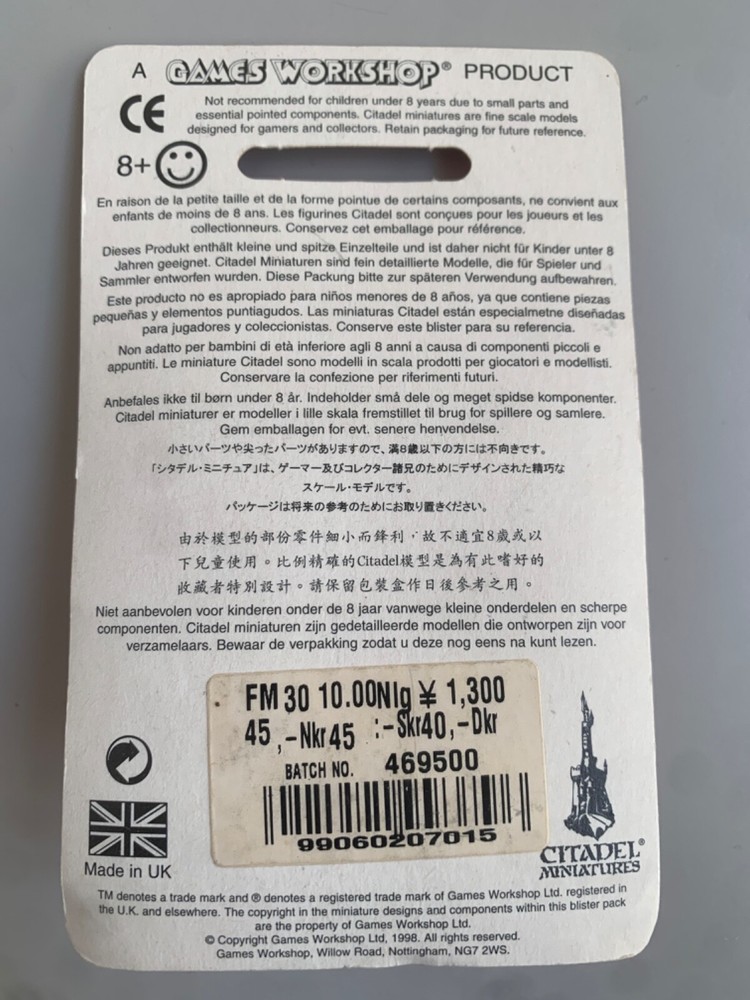 A GAMES WORKSHOP® PRODUCT
CE
Not recommended for children under 8 years due to small parts and
essential pointed components. Citadel miniatures are fine scale models
designed for gamers and collectors. Retain packaging for future reference.
8+
En raison de la petite taille et de la forme pointue de certains composants, ne convient aux
enfants de moins de 8 ans. Les figurines Citadel sont conçues pour les joueurs et les
collectionneurs. Conservez cet emballage pour référence.
Dieses Produkt enthält kleine und spitze Einzelteile und ist daher nicht für Kinder unter 8
Jahren geeignet. Citadel Miniaturen sind fein detaillierte Modelle, die für Spieler und
Sammler entworfen wurden. Diese Packung bitte zur späteren Verwendung aufbewahren.
Este producto no es apropiado para niños menores de 8 años, ya que contiene piezas
pequeñas y elementos puntiagudos. Las miniaturas Citadel están especialmetne diseñadas
para jugadores y coleccionistas. Conserve este blister para su referencia.
Non adatto per bambini di età inferiore agli 8 anni a causa di componenti piccoli e
appuntiti. Le miniature Citadel sono modelli in scala prodotti per giocatori e modellisti.
Conservare la confezione per riferimenti futuri.
Anbefales ikke til børn under 8 år. Indeholder små dele og meget spidse komponenter.
Citadel miniaturer er modeller i lille skala fremstillet til brug for spillere og samlere.
Gem emballagen for evt. senere henvendelse.
小さいパーツや尖ったパーツがありますので、満8歳以下の方には不向きです。
「シタデル・ミニチュア」は、ゲーマー及びコレクター諸兄のためにデザインされた精巧な
スケール・モデルです。
パッケージは将来の参考のためにお取り置きください。
由於模型的部份零件細小而鋒利，故不適宜8歲或以
下兒童使用。比例精確的Citadel模型是為有此嗜好的
收藏者特別設計。請保留包裝盒作日後參考之用。
Niet aanbevolen voor kinderen onder de 8 jaar vanwege kleine onderdelen en scherpe
componenten. Citadel miniaturen zijn gedetailleerde modellen die ontworpen zijn voor
verzamelaars. Bewaar de verpakking zodat u deze nog eens na kunt lezen.
FM 30 10.00Nlg ¥ 1,300
45 ,-Nkr 45 :-Skr40,-Dkr
BATCH NO. 469500
99060207015
Made in UK
CITADEL®
MINIATURES
TM denotes a trade mark and ® denotes a registered trade mark of Games Workshop Ltd. registered in
the U.K. and elsewhere. The copyright in the miniature designs and components within this blister pack
are the property of Games Workshop Ltd.
© Copyright Games Workshop Ltd, 1998. All rights reserved.
Games Workshop, Willow Road, Nottingham, NG7 2WS.